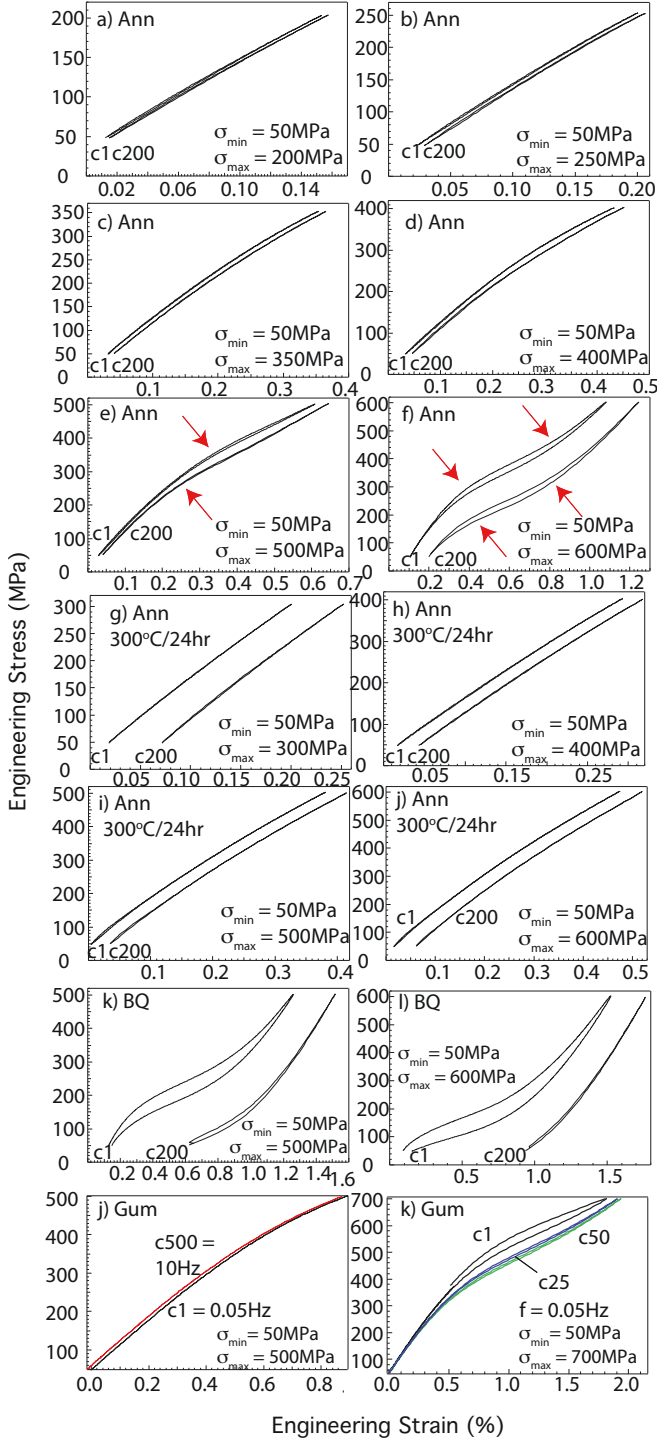 a) Ann
200
150
100
50
0
c1c200
σmin = 50MPa
σmax = 200MPa
0.02 0.06 0.10 0.14
b) Ann
250
200
150
100
50
0
c1c200
σmin = 50MPa
σmax = 250MPa
0.05 0.10 0.15 0.20
c) Ann
350
300
250
200
150
100
50
0
c1 c200
σmin = 50MPa
σmax = 350MPa
0.1 0.2 0.3 0.4
d) Ann
400
300
200
100
0
c1c200
σmin = 50MPa
σmax = 400MPa
0.1 0.2 0.3 0.4 0.5
e) Ann
500
400
300
200
100
0
c1 c200
σmin = 50MPa
σmax = 500MPa
0.1 0.2 0.3 0.4 0.5 0.6 0.7
f) Ann
600
500
400
300
200
100
0
c1 c200
σmin = 50MPa
σmax = 600MPa
0.2 0.4 0.6 0.8 1.0 1.2
Engineering Stress (MPa)
g) Ann
300°C/24hr
300
250
200
150
100
50
0
c1 c200
σmin = 50MPa
σmax = 300MPa
0.05 0.10 0.15 0.20 0.25
h) Ann
300°C/24hr
400
300
200
100
0
c1c200
σmin = 50MPa
σmax = 400MPa
0.05 0.15 0.25
i) Ann
300°C/24hr
500
400
300
200
100
0
c1c200
σmin = 50MPa
σmax = 500MPa
0.1 0.2 0.3 0.4
j) Ann
300°C/24hr
600
500
400
300
200
100
0
c1 c200
σmin = 50MPa
σmax = 600MPa
0.1 0.2 0.3 0.4 0.5
k) BQ
500
400
300
200
100
0
c1 c200
σmin = 50MPa
σmax = 500MPa
0.2 0.4 0.6 0.8 1.0 1.2 1.4 1.6
l) BQ
600
500
400
300
200
100
0
σmin = 50MPa
σmax = 600MPa
c1 c200
0.5 1.0 1.5
j) Gum
500
400
300
200
100
c500 =
10Hz
c1 = 0.05Hz
σmin = 50MPa
σmax = 500MPa
0.0 0.2 0.4 0.6 0.8
k) Gum
700
600
500
400
300
200
100
c1
c50
c25
f = 0.05Hz
σmin = 50MPa
σmax = 700MPa
0.0 0.5 1.0 1.5 2.0
Engineering Strain (%)